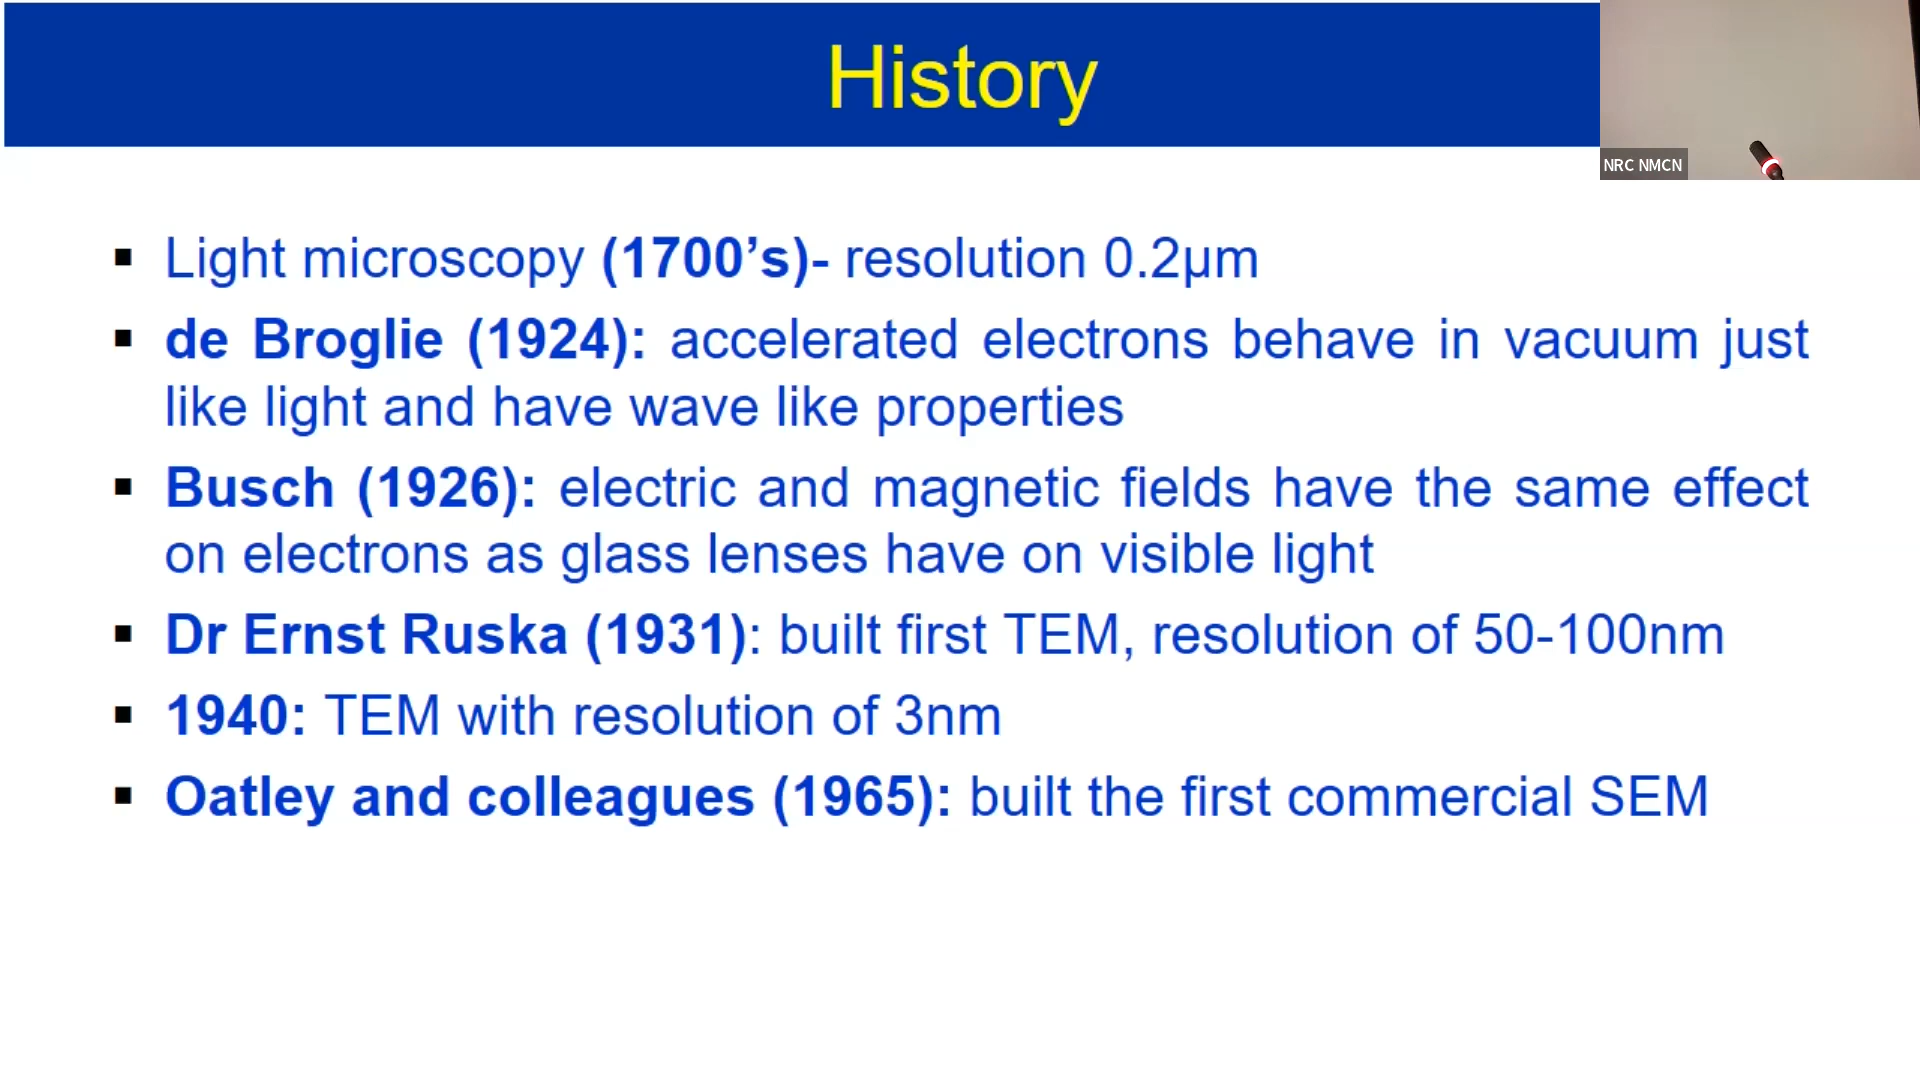 History
NRC NMCN
▪ Light microscopy (1700’s)- resolution 0.2µm
▪ de Broglie (1924): accelerated electrons behave in vacuum just
like light and have wave like properties
▪ Busch (1926): electric and magnetic fields have the same effect
on electrons as glass lenses have on visible light
▪ Dr Ernst Ruska (1931): built first TEM, resolution of 50-100nm
▪ 1940: TEM with resolution of 3nm
▪ Oatley and colleagues (1965): built the first commercial SEM